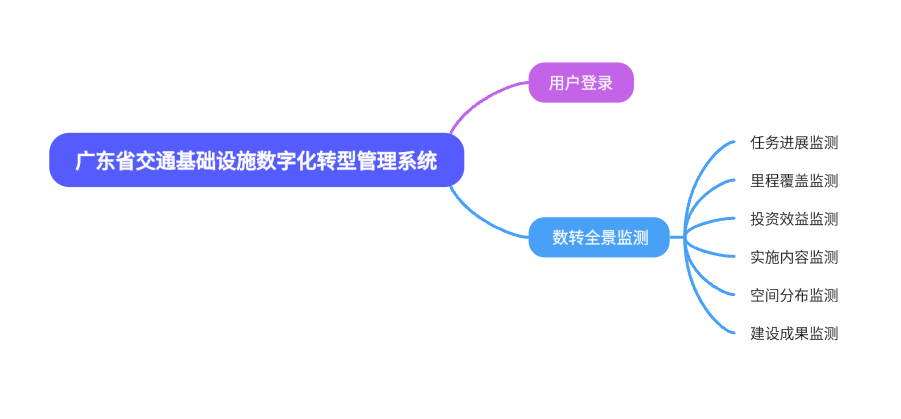 广东省交通基础设施数字化转型管理系统
用户登录
数转全景监测
任务进展监测
里程覆盖监测
投资效益监测
实施内容监测
空间分布监测
建设成果监测